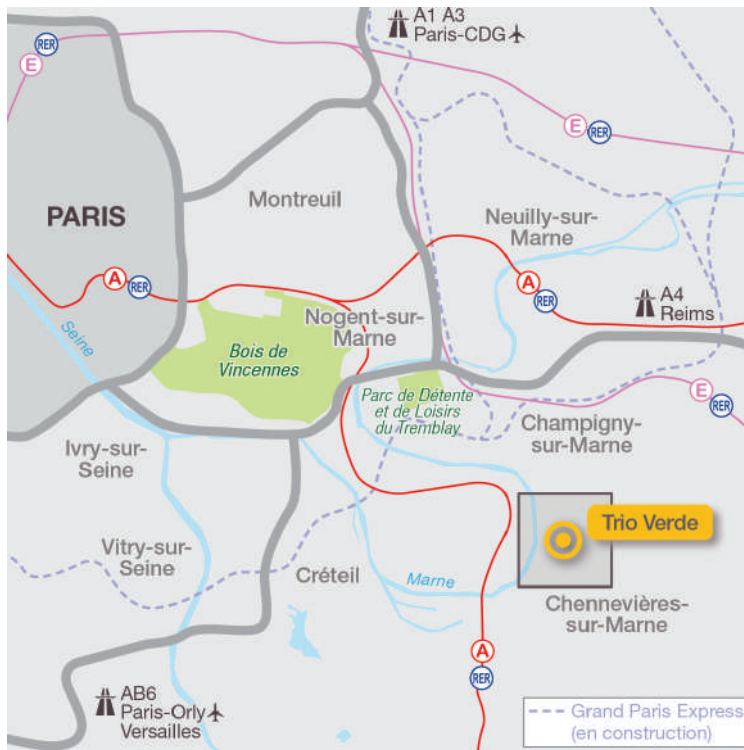 A1 A3
Paris-CDG
RER
E
E
RER
Montreuil
PARIS
Neuilly-sur-
Marne
A
RER
A
RER
A4
Reims
Seine
Nogent-sur-
Marne
Bois de
Vincennes
Parc de Détente
et de Loisirs
du Tremblay
E
RER
Champigny-
sur-Marne
Ivry-sur-
Seine
Trio Verde
Vitry-sur-
Seine
Créteil
Marne
Chennevières-
sur-Marne
A
RER
AB6
Paris-Orly
Versailles
Grand Paris Express
(en construction)